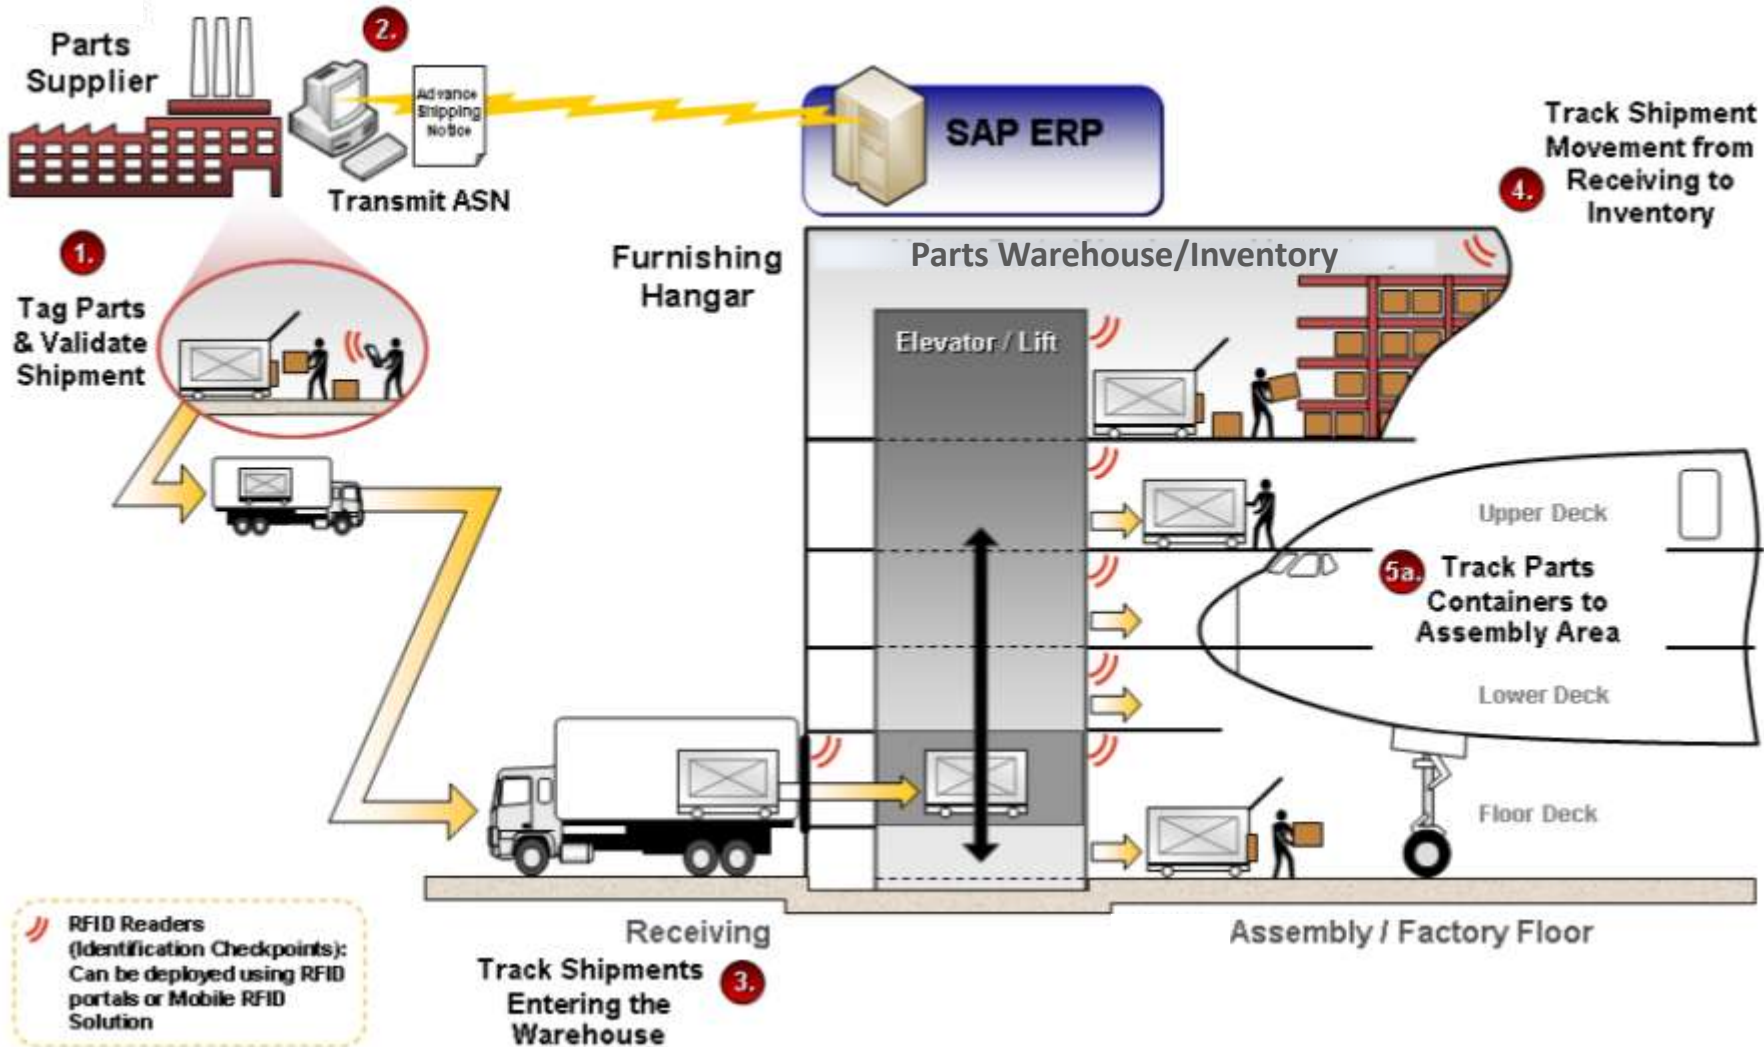 Parts
Supplier
2.
Advance
Shipping
Notice
Transmit ASN
SAP ERP
Track Shipment
Movement from
Receiving to
Inventory
4.
1.
Tag Parts
& Validate
Shipment
Furnishing
Hangar
Parts Warehouse/Inventory
Elevator / Lift
Upper Deck
5a.
Track Parts
Containers to
Assembly Area
Lower Deck
Floor Deck
RFID Readers
(Identification Checkpoints):
Can be deployed using RFID
portals or Mobile RFID
Solution
Receiving
Assembly / Factory Floor
Track Shipments
Entering the
Warehouse
3.